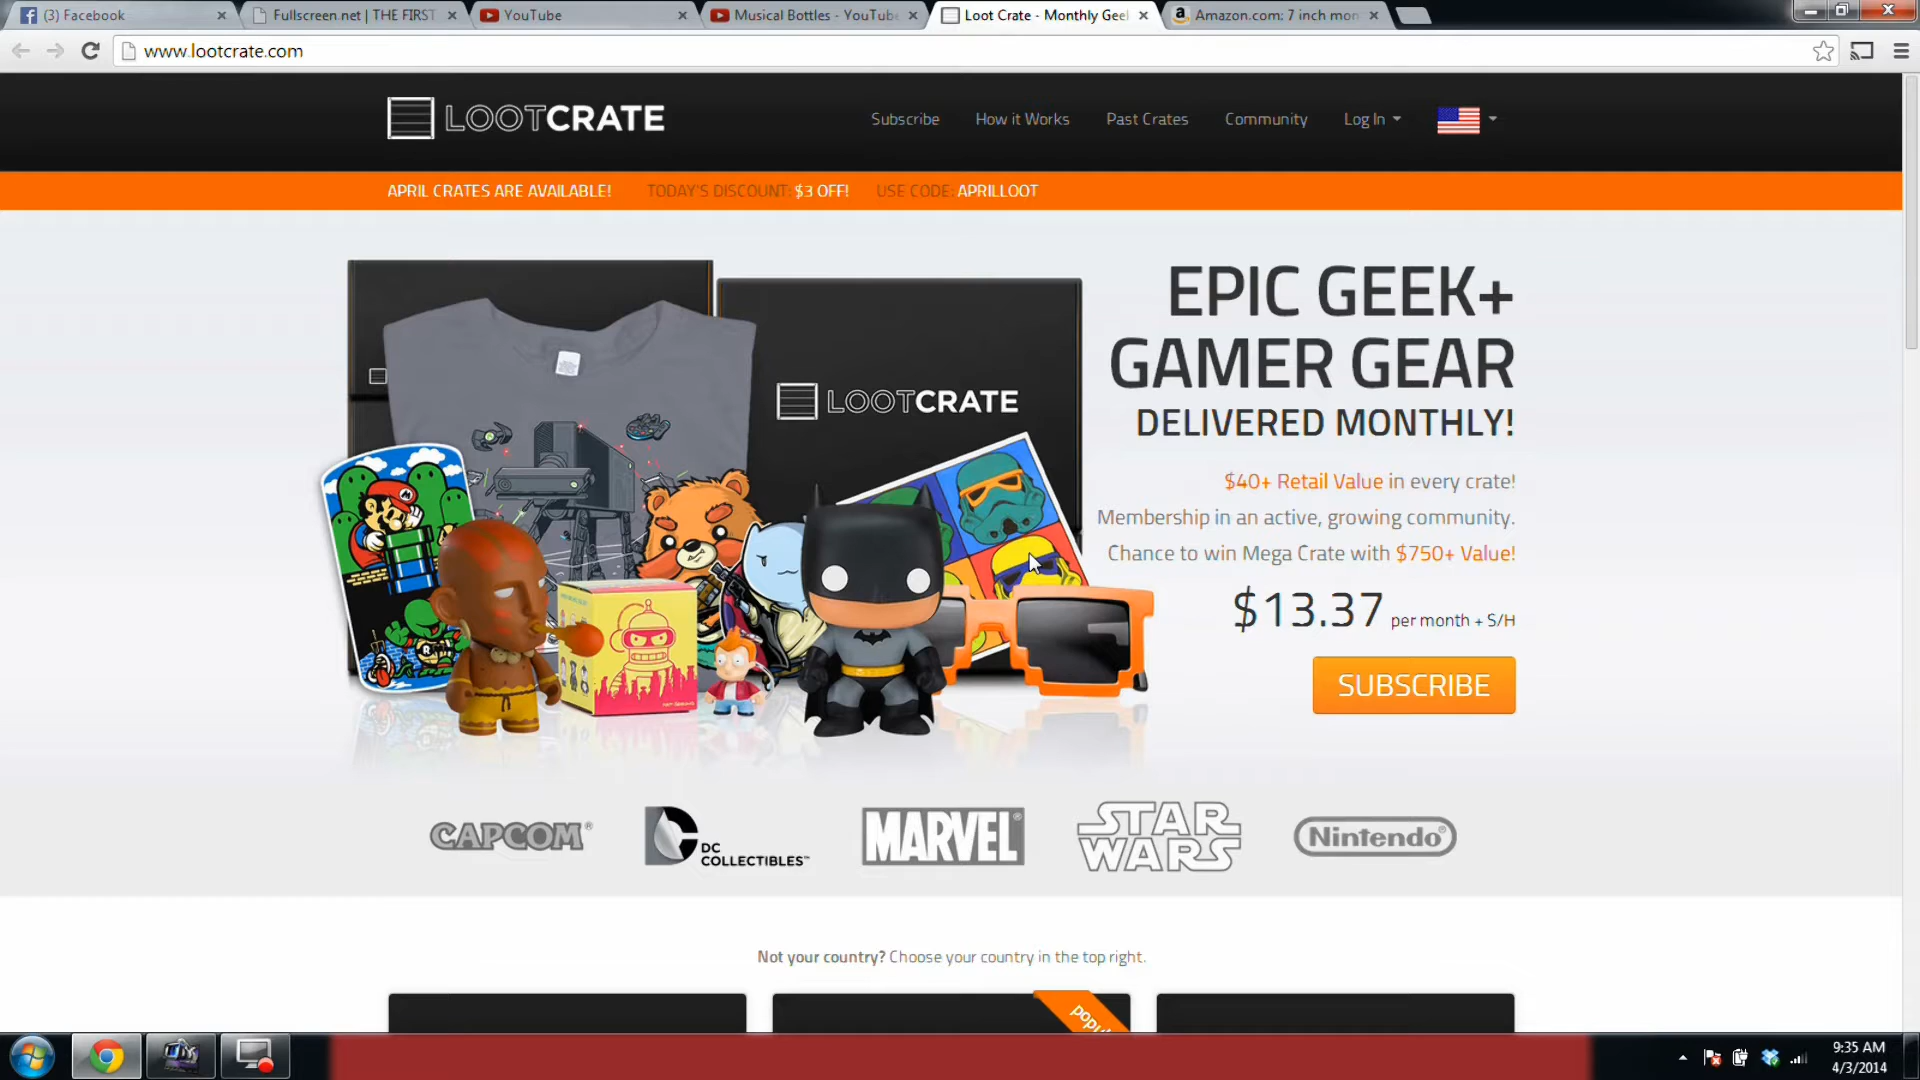 (3) Facebook
Fullscreen.net | THE FIRST
YouTube
Musical Bottles - YouTube
Loot Crate - Monthly Geek
Amazon.com: 7 inch mon
www.lootcrate.com
LOOTCRATE
Subscribe
How it Works
Past Crates
Community
Log In
APRIL CRATES ARE AVAILABLE! TODAY'S DISCOUNT: $3 OFF! USE CODE: APRILLOOT
EPIC GEEK+
GAMER GEAR
DELIVERED MONTHLY!
LOOTCRATE
$40+ Retail Value in every crate!
Membership in an active, growing community.
Chance to win Mega Crate with $750+ Value!
$13.37 per month + S/H
SUBSCRIBE
CAPCOM®
DC
COLLECTIBLES™
MARVEL®
STAR
WARS
Nintendo®
Not your country? Choose your country in the top right.
9:35 AM
4/3/2014